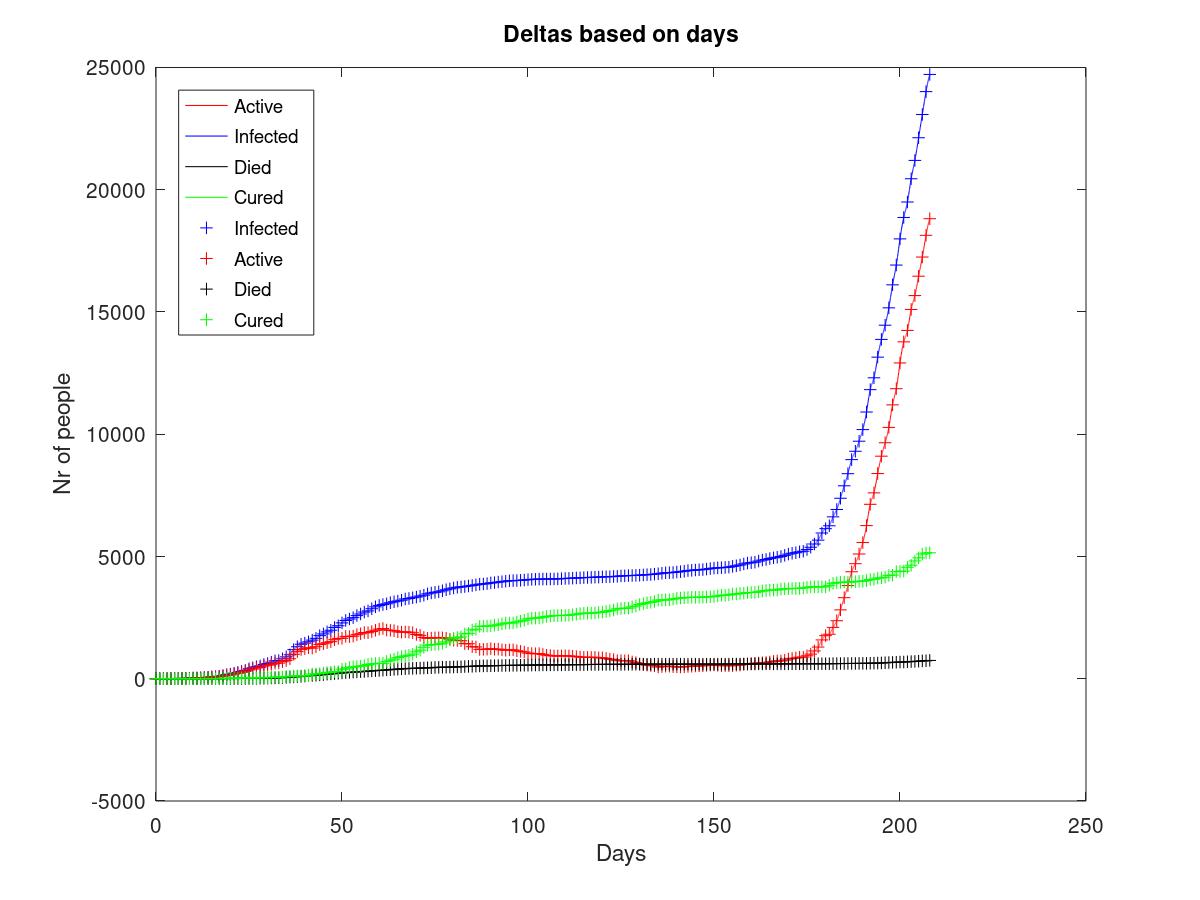 Deltas based on days
25000
20000
15000
10000
5000
0
-5000
Nr of people
Active
Infected
Died
Cured
Infected
Active
Died
Cured
0 50 100 150 200 250
Days